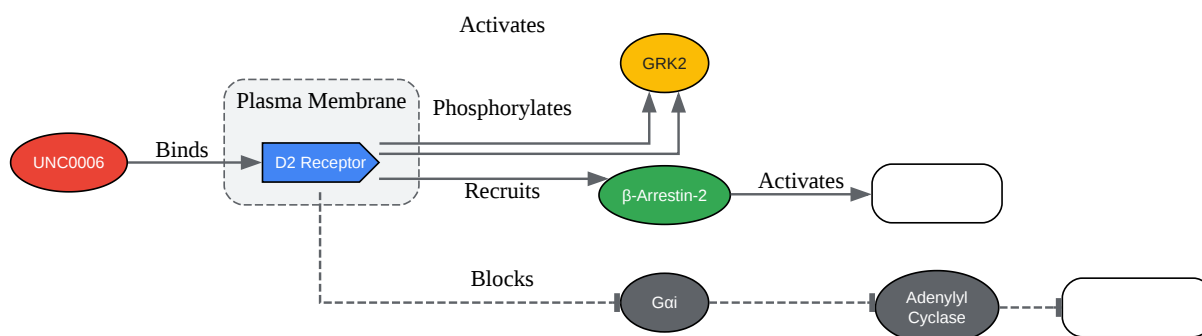 Activates
GRK2
Plasma Membrane
Phosphorylates
UNC0006
Binds
D2 Receptor
Recruits
β-Arrestin-2
Activates
Blocks
Gαi
Adenylyl
Cyclase